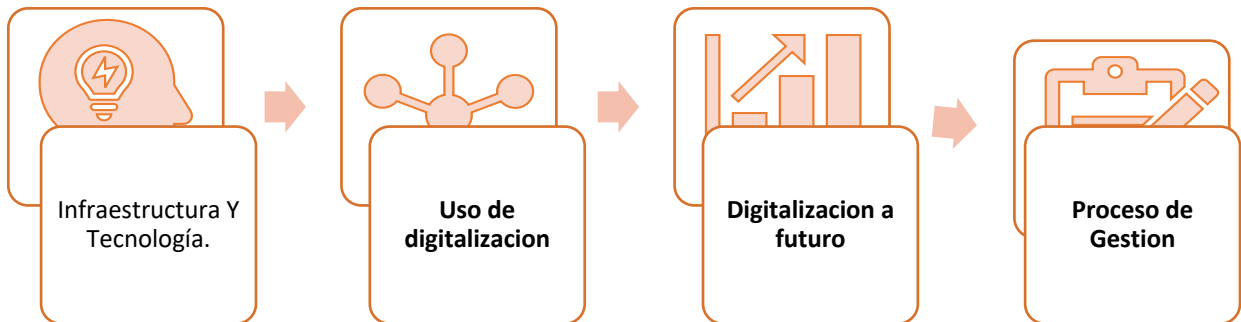 Infraestructura Y
Tecnología.
Uso de
digitalizacion
Digitalizacion a
futuro
Proceso de
Gestion